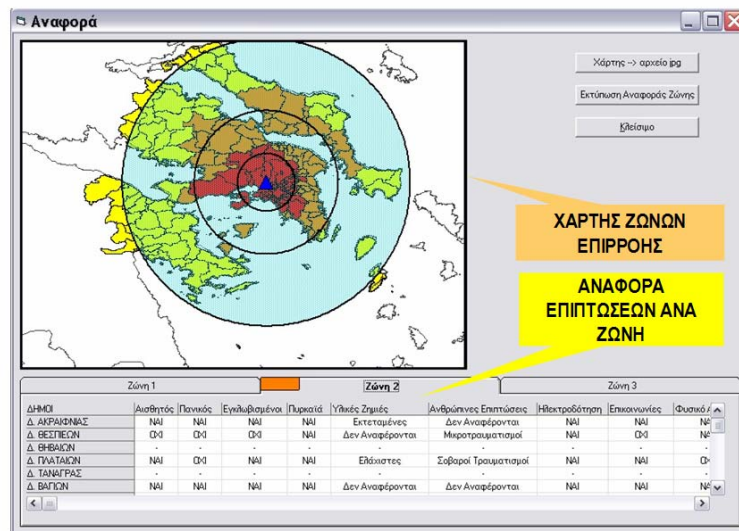 Αναφορά
Χάρτης --> αρχείο jpg
Εκτύπωση Αναφοράς Ζώνης
Κλείσιμο
ΧΑΡΤΗΣ ΖΩΝΩΝ
ΕΠΙΡΡΟΗΣ
ΑΝΑΦΟΡΑ
ΕΠΙΠΤΩΣΕΩΝ ΑΝΑ
ΖΩΝΗ
Ζώνη 1 Ζώνη 2 Ζώνη 3
ΔΗΜΟΙ Αισθητός Πανικός Εγκλωβισμένοι Πυρκαϊά Υλικές Ζημιές Ανθρώπινες Επιπτώσεις Ηλεκτροδότηση Επικοινωνίες Φυσικό
Δ. ΑΚΡΑΙΦΝΙΑΣ ΝΑΙ ΝΑΙ ΝΑΙ ΝΑΙ Εκτεταμένες Δεν Αναφέρονται ΝΑΙ ΝΑΙ
Δ. ΘΕΣΠΙΕΩΝ ΟΧΙ ΟΧΙ ΟΧΙ ΝΑΙ Δεν Αναφέρονται Μικροτραυματισμοί ΝΑΙ ΟΧΙ
Δ. ΘΗΒΑΙΩΝ - - - - - - - - -
Δ. ΠΛΑΤΑΙΩΝ ΝΑΙ ΟΧΙ ΝΑΙ ΝΑΙ Ελάχιστες Σοβαροί Τραυματισμοί ΝΑΙ ΝΑΙ
Δ. ΤΑΝΑΓΡΑΣ - - - - - - - - -
Δ. ΒΑΓΙΩΝ ΝΑΙ ΝΑΙ ΝΑΙ ΝΑΙ Δεν Αναφέρονται Δεν Αναφέρονται ΝΑΙ ΝΑΙ